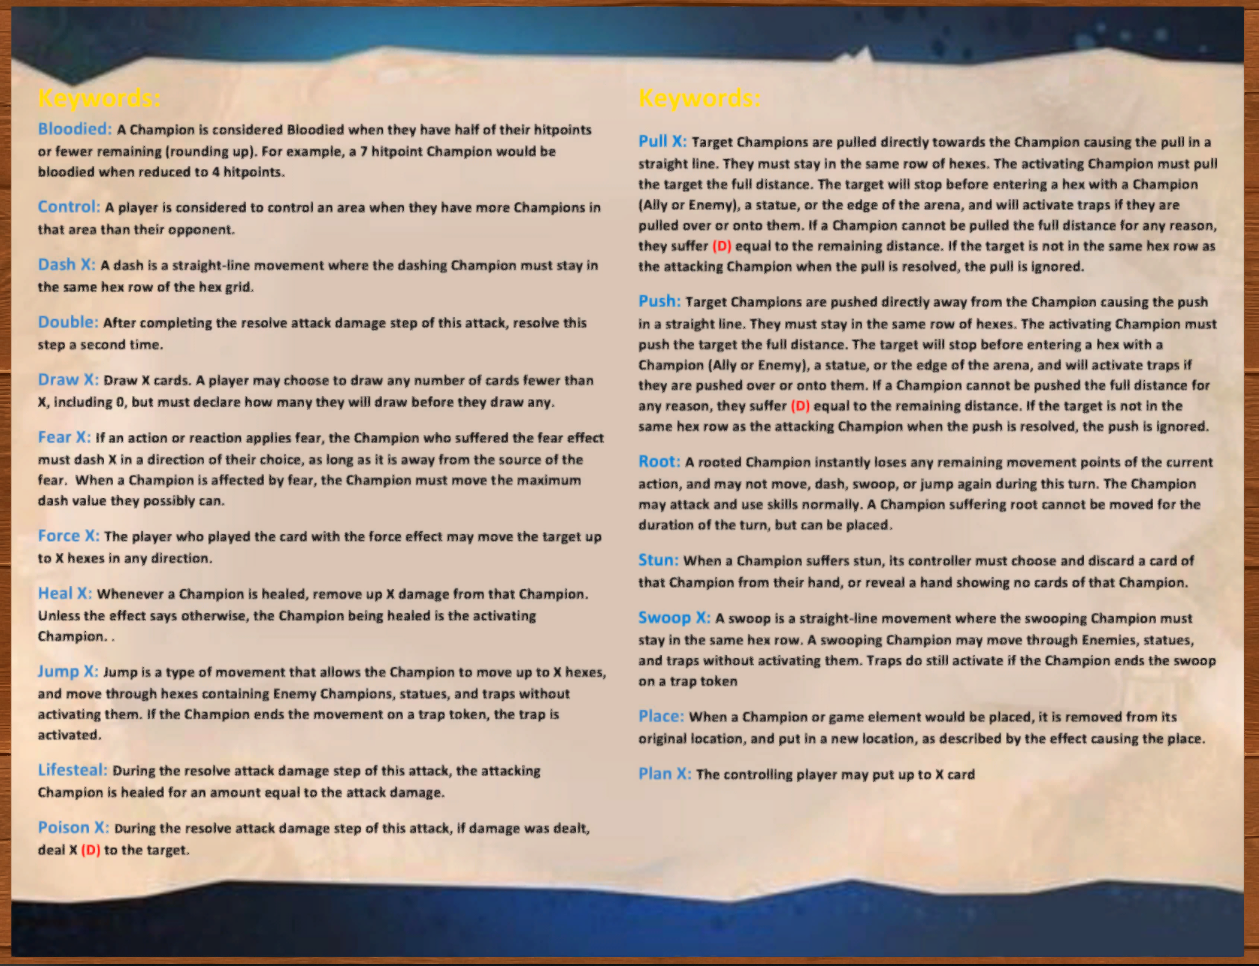 Keywords:
Bloodied: A Champion is considered Bloodied when they have half of their hitpoints
or fewer remaining (rounding up). For example, a 7 hitpoint Champion would be
bloodied when reduced to 4 hitpoints.
Control: A player is considered to control an area when they have more Champions in
that area than their opponent.
Dash X: A dash is a straight-line movement where the dashing Champion must stay in
the same hex row of the hex grid.
Double: After completing the resolve attack damage step of this attack, resolve this
step a second time.
Draw X: Draw X cards. A player may choose to draw any number of cards fewer than
X, including 0, but must declare how many they will draw before they draw any.
Fear X: If an action or reaction applies fear, the Champion who suffered the fear effect
must dash X in a direction of their choice, as long as it is away from the source of the
fear. When a Champion is affected by fear, the Champion must move the maximum
dash value they possibly can.
Force X: The player who played the card with the force effect may move the target up
to X hexes in any direction.
Heal X: Whenever a Champion is healed, remove up X damage from that Champion.
Unless the effect says otherwise, the Champion being healed is the activating
Champion. .
Jump X: Jump is a type of movement that allows the Champion to move up to X hexes,
and move through hexes containing Enemy Champions, statues, and traps without
activating them. If the Champion ends the movement on a trap token, the trap is
activated.
Lifesteal: During the resolve attack damage step of this attack, the attacking
Champion is healed for an amount equal to the attack damage.
Poison X: During the resolve attack damage step of this attack, if damage was dealt,
deal X (D) to the target.
Keywords:
Pull X: Target Champions are pulled directly towards the Champion causing the pull in a
straight line. They must stay in the same row of hexes. The activating Champion must pull
the target the full distance. The target will stop before entering a hex with a Champion
(Ally or Enemy), a statue, or the edge of the arena, and will activate traps if they are
pulled over or onto them. If a Champion cannot be pulled the full distance for any reason,
they suffer (D) equal to the remaining distance. If the target is not in the same hex row as
the attacking Champion when the pull is resolved, the pull is ignored.
Push: Target Champions are pushed directly away from the Champion causing the push
in a straight line. They must stay in the same row of hexes. The activating Champion must
push the target the full distance. The target will stop before entering a hex with a
Champion (Ally or Enemy), a statue, or the edge of the arena, and will activate traps if
they are pushed over or onto them. If a Champion cannot be pushed the full distance for
any reason, they suffer (D) equal to the remaining distance. If the target is not in the
same hex row as the attacking Champion when the push is resolved, the push is ignored.
Root: A rooted Champion instantly loses any remaining movement points of the current
action, and may not move, dash, swoop, or jump again during this turn. The Champion
may attack and use skills normally. A Champion suffering root cannot be moved for the
duration of the turn, but can be placed.
Stun: When a Champion suffers stun, its controller must choose and discard a card of
that Champion from their hand, or reveal a hand showing no cards of that Champion.
Swoop X: A swoop is a straight-line movement where the swooping Champion must
stay in the same hex row. A swooping Champion may move through Enemies, statues,
and traps without activating them. Traps do still activate if the Champion ends the swoop
on a trap token
Place: When a Champion or game element would be placed, it is removed from its
original location, and put in a new location, as described by the effect causing the place.
Plan X: The controlling player may put up to X card